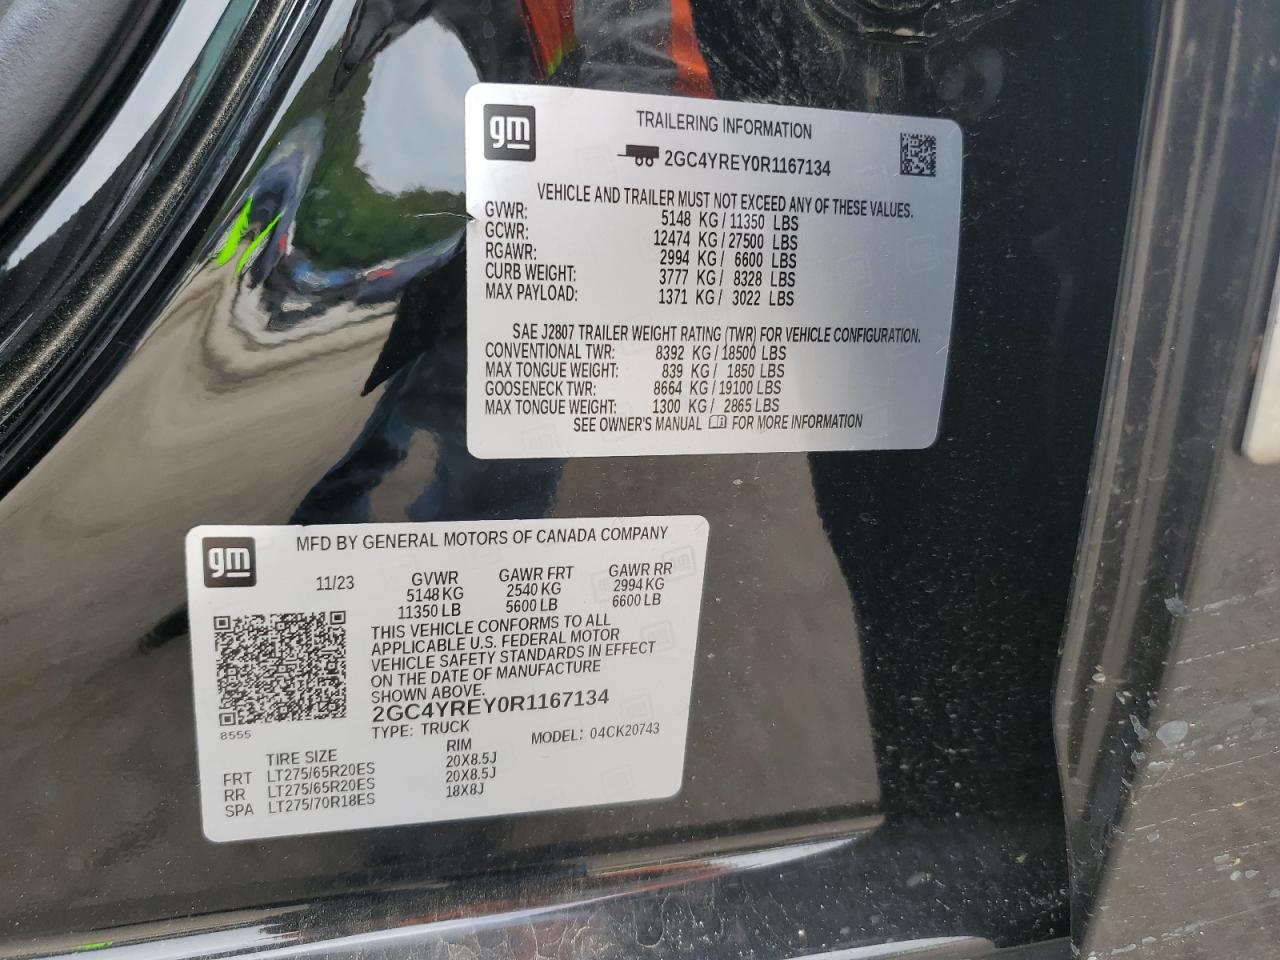 gm
TRAILERING INFORMATION
2GC4YREY0R1167134
VEHICLE AND TRAILER MUST NOT EXCEED ANY OF THESE VALUES.
GVWR: 5148 KG / 11350 LBS
GCWR: 12474 KG / 27500 LBS
RGAWR: 2994 KG / 6600 LBS
CURB WEIGHT: 3777 KG / 8328 LBS
MAX PAYLOAD: 1371 KG / 3022 LBS
SAE J2807 TRAILER WEIGHT RATING (TWR) FOR VEHICLE CONFIGURATION.
CONVENTIONAL TWR: 8392 KG / 18500 LBS
MAX TONGUE WEIGHT: 839 KG / 1850 LBS
GOOSENECK TWR: 8664 KG / 19100 LBS
MAX TONGUE WEIGHT: 1300 KG / 2865 LBS
SEE OWNER'S MANUAL FOR MORE INFORMATION
gm
MFD BY GENERAL MOTORS OF CANADA COMPANY
11/23
GVWR GAWR FRT GAWR RR
5148 KG 2540 KG 2994 KG
11350 LB 5600 LB 6600 LB
THIS VEHICLE CONFORMS TO ALL
APPLICABLE U.S. FEDERAL MOTOR
VEHICLE SAFETY STANDARDS IN EFFECT
ON THE DATE OF MANUFACTURE
SHOWN ABOVE.
2GC4YREY0R1167134
8555
TYPE: TRUCK MODEL: 04CK20743
TIRE SIZE RIM
FRT LT275/65R20ES 20X8.5J
RR LT275/65R20ES 20X8.5J
SPA LT275/70R18ES 18X8J